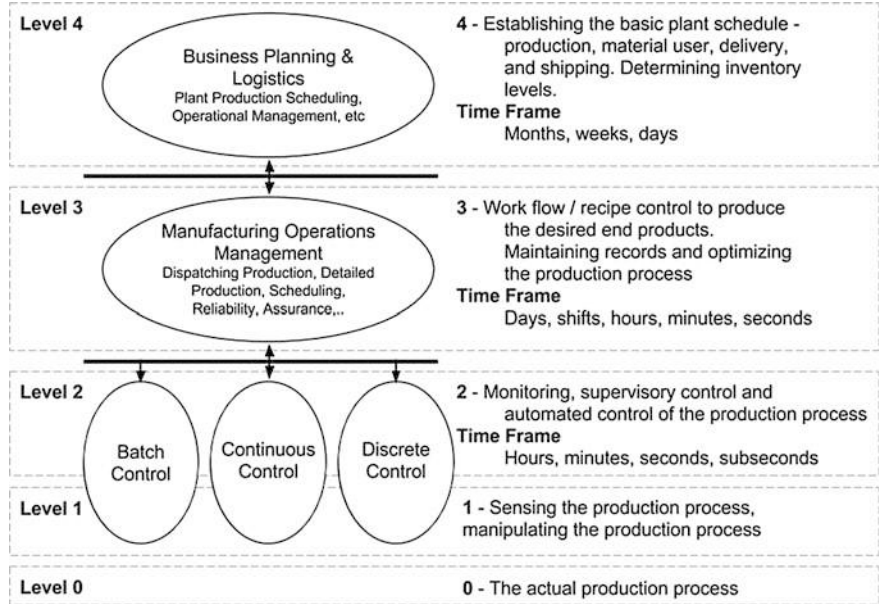 Level 4
Business Planning &
Logistics
Plant Production Scheduling,
Operational Management, etc
4 - Establishing the basic plant schedule -
production, material user, delivery,
and shipping. Determining inventory
levels.
Time Frame
Months, weeks, days
Level 3
Manufacturing Operations
Management
Dispatching Production, Detailed
Production, Scheduling,
Reliability, Assurance,..
3 - Work flow / recipe control to produce
the desired end products.
Maintaining records and optimizing
the production process
Time Frame
Days, shifts, hours, minutes, seconds
Level 2
Batch
Control
Continuous
Control
Discrete
Control
2 - Monitoring, supervisory control and
automated control of the production process
Time Frame
Hours, minutes, seconds, subseconds
Level 1
1 - Sensing the production process,
manipulating the production process
Level 0
0 - The actual production process